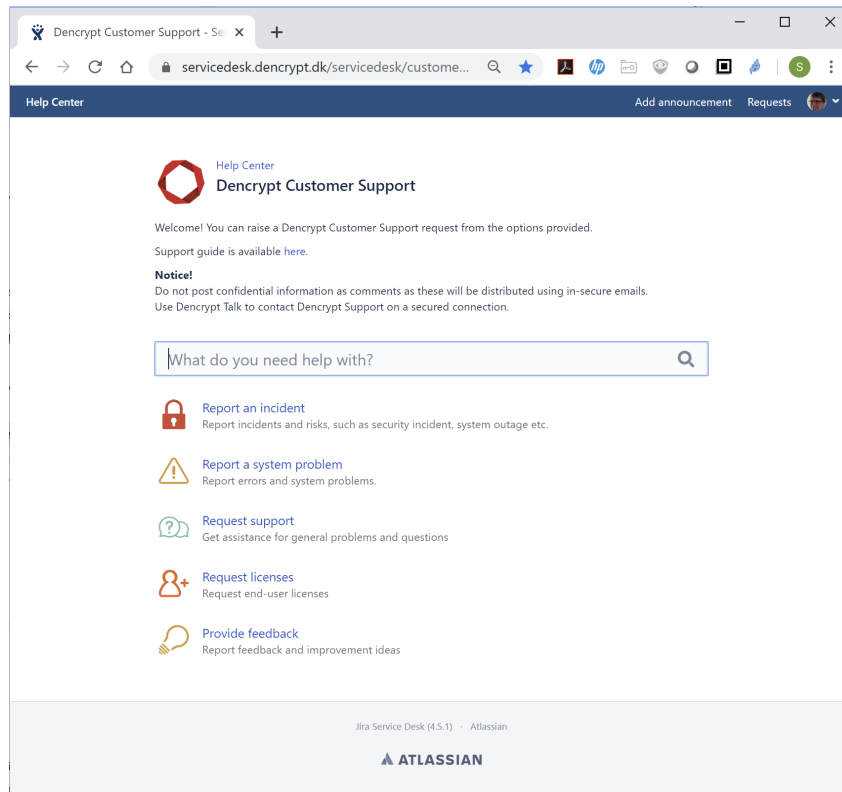 Dencrypt Customer Support - Ser
servicedesk.dencrypt.dk/servicedesk/custome...
S
Help Center
Add announcement
Requests
Help Center
Dencrypt Customer Support
Welcome! You can raise a Dencrypt Customer Support request from the options provided.
Support guide is available here.
Notice!
Do not post confidential information as comments as these will be distributed using in-secure emails.
Use Dencrypt Talk to contact Dencrypt Support on a secured connection.
What do you need help with?
Report an incident
Report incidents and risks, such as security incident, system outage etc.
Report a system problem
Report errors and system problems.
Request support
Get assistance for general problems and questions
Request licenses
Request end-user licenses
Provide feedback
Report feedback and improvement ideas
Jira Service Desk (4.5.1) · Atlassian
ATLASSIAN